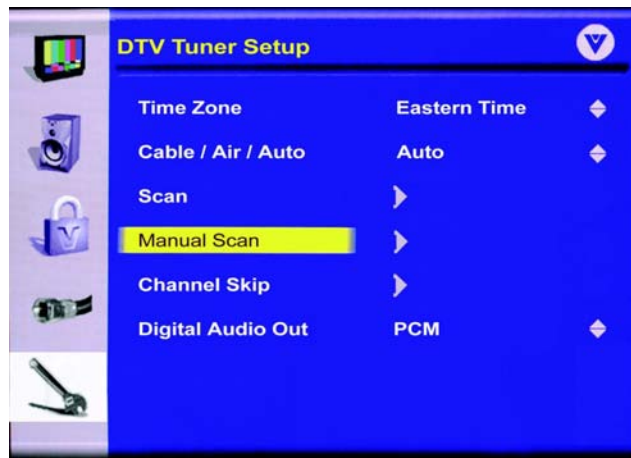 DTV Tuner Setup
Time Zone Eastern Time
Cable / Air / Auto Auto
Scan
Manual Scan
Channel Skip
Digital Audio Out PCM